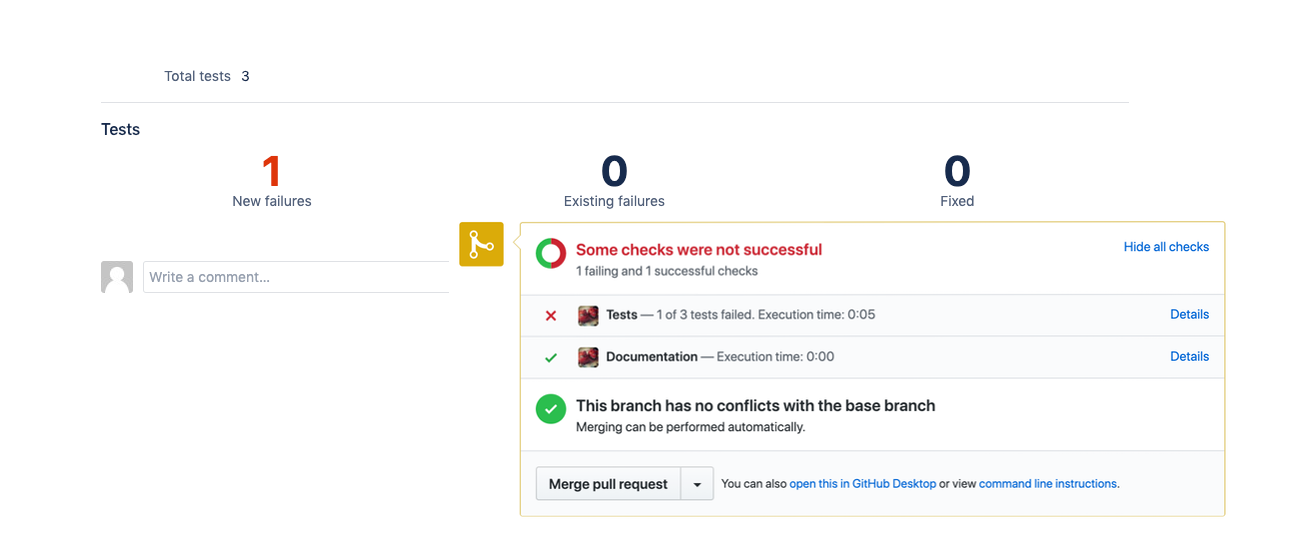 Total tests 3
Tests
1
New failures
0
Existing failures
0
Fixed
Write a comment...
Some checks were not successful
Hide all checks
1 failing and 1 successful checks
Tests — 1 of 3 tests failed. Execution time: 0:05
Details
Documentation — Execution time: 0:00
Details
This branch has no conflicts with the base branch
Merging can be performed automatically.
Merge pull request
You can also open this in GitHub Desktop or view command line instructions.